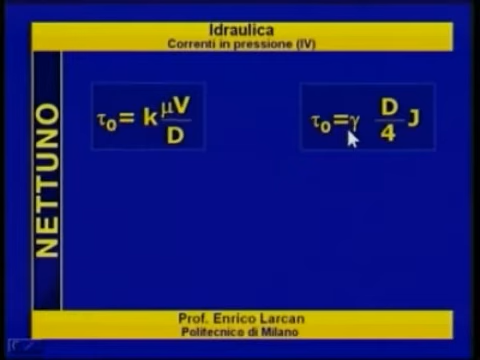 Idraulica
Correnti in pressione (IV)
NETTUNO
τ₀= k μV/D
τ₀=γ D/4 J
Prof. Enrico Larcan
Politecnico di Milano